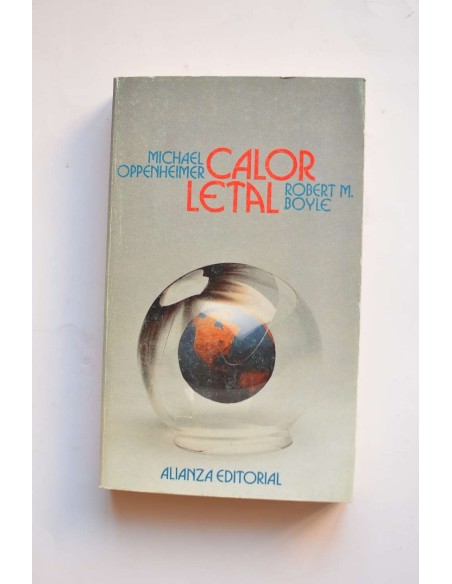 MICHAEL
OPPENHEIMER
CALOR
LETAL
ROBERT M.
BOYLE
ALIANZA EDITORIAL